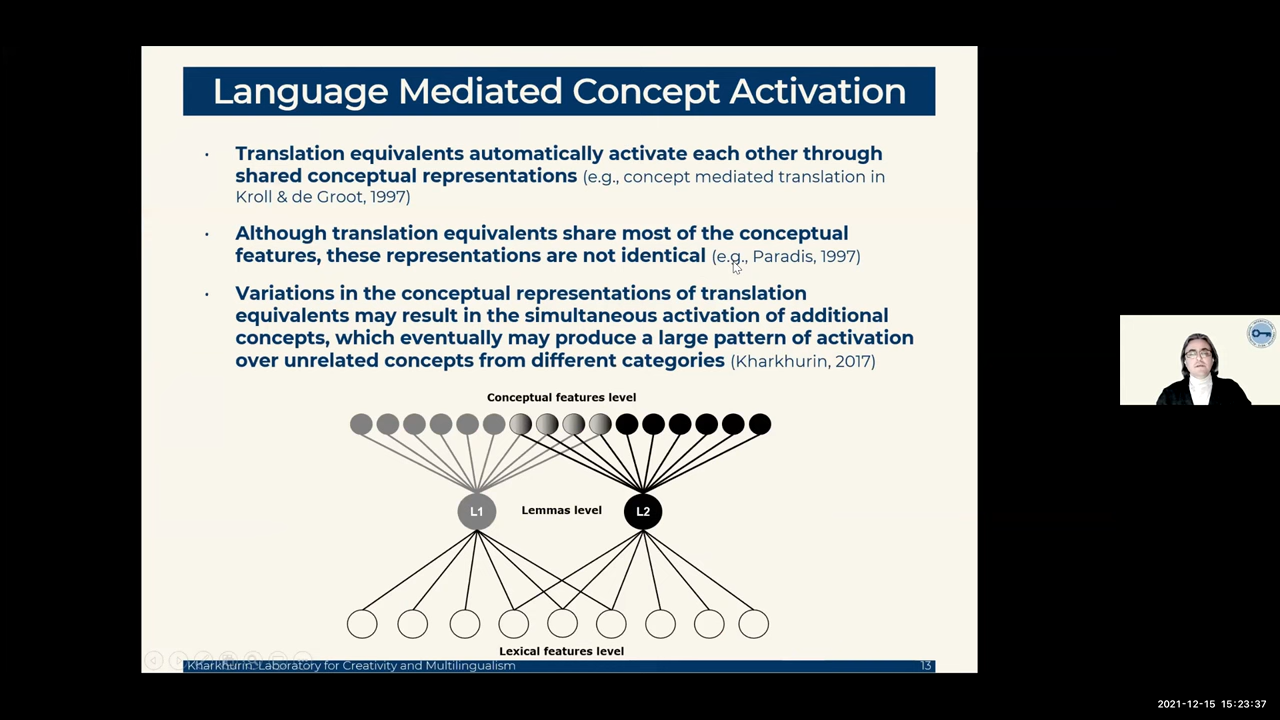 Language Mediated Concept Activation
· Translation equivalents automatically activate each other through
shared conceptual representations (e.g., concept mediated translation in
Kroll & de Groot, 1997)
· Although translation equivalents share most of the conceptual
features, these representations are not identical (e.g., Paradis, 1997)
· Variations in the conceptual representations of translation
equivalents may result in the simultaneous activation of additional
concepts, which eventually may produce a large pattern of activation
over unrelated concepts from different categories (Kharkhurin, 2017)
Conceptual features level
L1
Lemmas level
L2
Lexical features level
Kharkhurin: Laboratory for Creativity and Multilingualism
13
2021-12-15 15:23:37